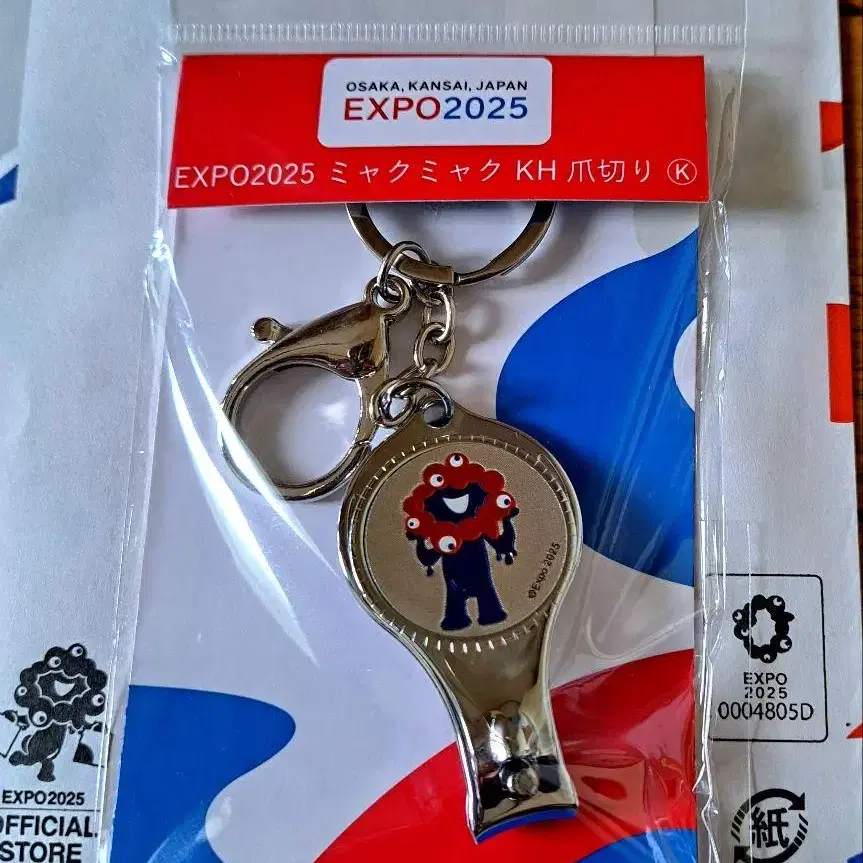 OSAKA, KANSAI, JAPAN
EXPO2025
EXPO2025 ミャクミャク KH 爪切り Ⓚ
©Expo 2025
EXPO
2025
0004805D
EXPO2025
OFFICIAL
STORE
紙